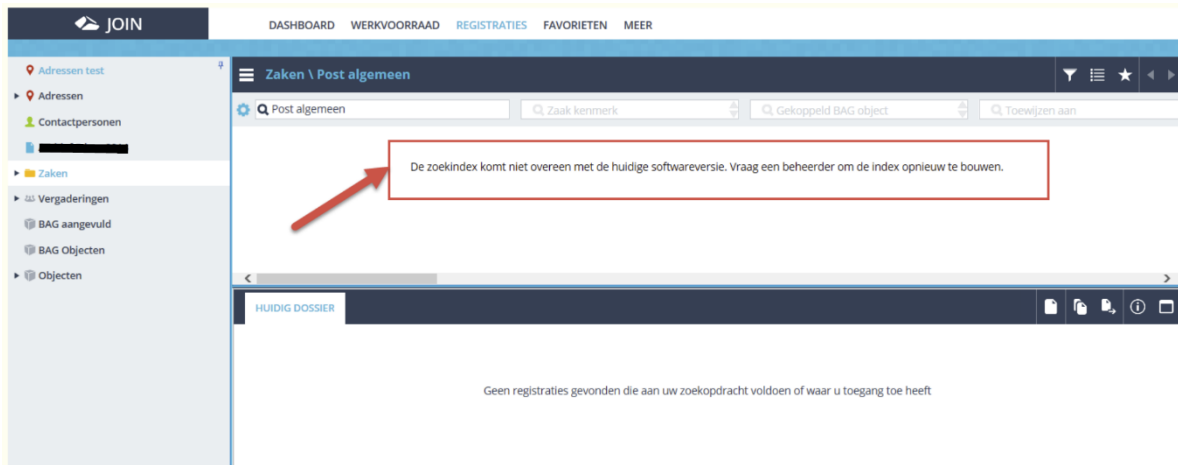 JOIN
DASHBOARD WERKVOORRAAD REGISTRATIES FAVORIETEN MEER
Adressen test
Adressen
Contactpersonen
Zaken
Vergaderingen
BAG aangevuld
BAG Objecten
Objecten
Zaken \ Post algemeen
Post algemeen Zaak kenmerk Gekoppeld BAG object Toewijzen aan
De zoekindex komt niet overeen met de huidige softwareversie. Vraag een beheerder om de index opnieuw te bouwen.
HUIDIG DOSSIER
Geen registraties gevonden die aan uw zoekopdracht voldoen of waar u toegang toe heeft